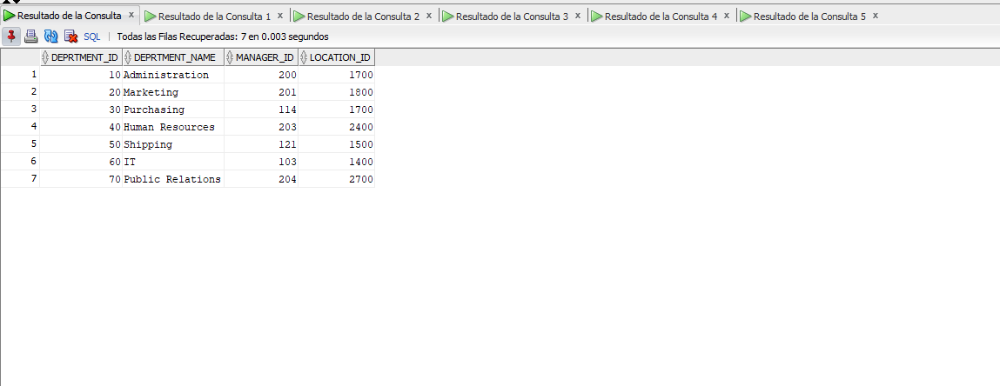 Resultado de la Consulta x Resultado de la Consulta 1 x Resultado de la Consulta 2 x Resultado de la Consulta 3 x Resultado de la Consulta 4 x Resultado de la Consulta 5 x
SQL | Todas las Filas Recuperadas: 7 en 0.003 segundos
DEPRTMENT_ID DEPRTMENT_NAME MANAGER_ID LOCATION_ID
1 10 Administration 200 1700
2 20 Marketing 201 1800
3 30 Purchasing 114 1700
4 40 Human Resources 203 2400
5 50 Shipping 121 1500
6 60 IT 103 1400
7 70 Public Relations 204 2700